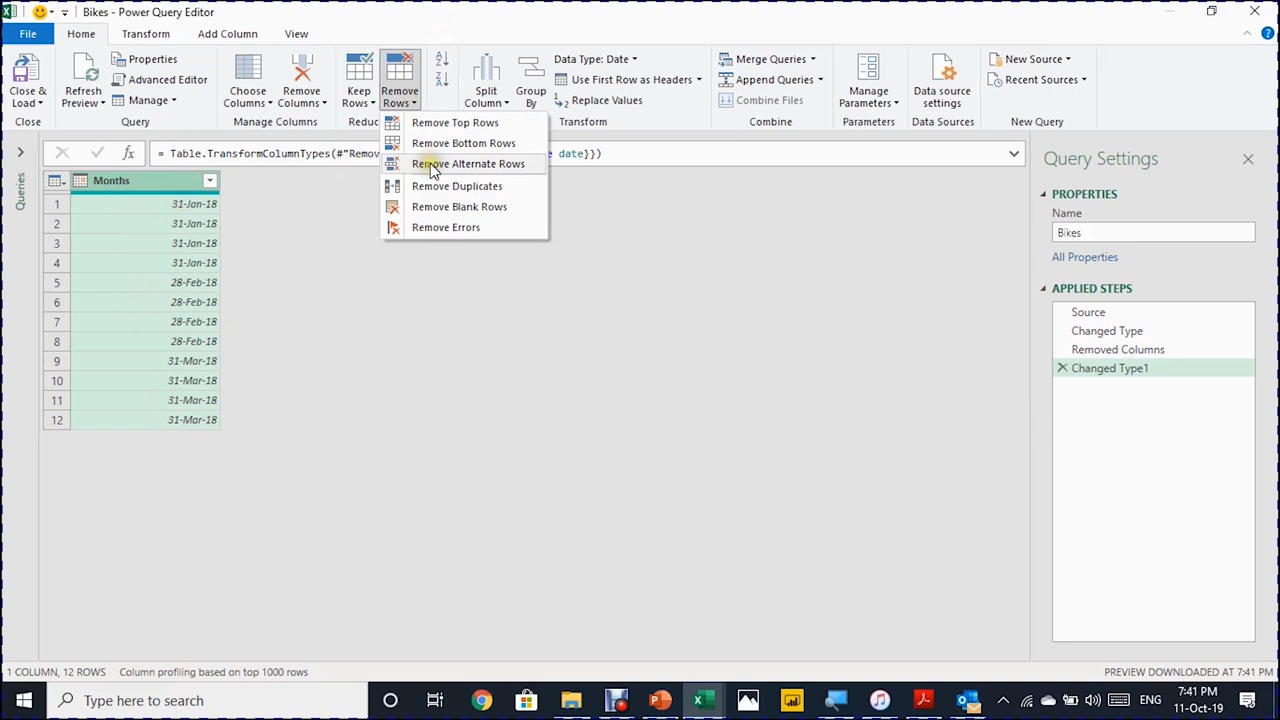 Bikes - Power Query Editor
File
Home
Transform
Add Column
View
Close & Load
Close
Refresh Preview
Properties
Advanced Editor
Manage
Query
Choose Columns
Remove Columns
Manage Columns
Keep Rows
Remove Rows
Reduc
Split Column
Group By
Data Type: Date
Use First Row as Headers
Replace Values
Transform
Merge Queries
Append Queries
Combine Files
Combine
Manage Parameters
Parameters
Data source settings
Data Sources
New Source
Recent Sources
New Query
Remove Top Rows
Remove Bottom Rows
Remove Alternate Rows
Remove Duplicates
Remove Blank Rows
Remove Errors
fx
= Table.TransformColumnTypes(#"Remov
e date}})
Queries
Months
1 31-Jan-18
2 31-Jan-18
3 31-Jan-18
4 31-Jan-18
5 28-Feb-18
6 28-Feb-18
7 28-Feb-18
8 28-Feb-18
9 31-Mar-18
10 31-Mar-18
11 31-Mar-18
12 31-Mar-18
Query Settings
PROPERTIES
Name
Bikes
All Properties
APPLIED STEPS
Source
Changed Type
Removed Columns
Changed Type1
1 COLUMN, 12 ROWS
Column profiling based on top 1000 rows
PREVIEW DOWNLOADED AT 7:41 PM
Type here to search
ENG
7:41 PM
11-Oct-19